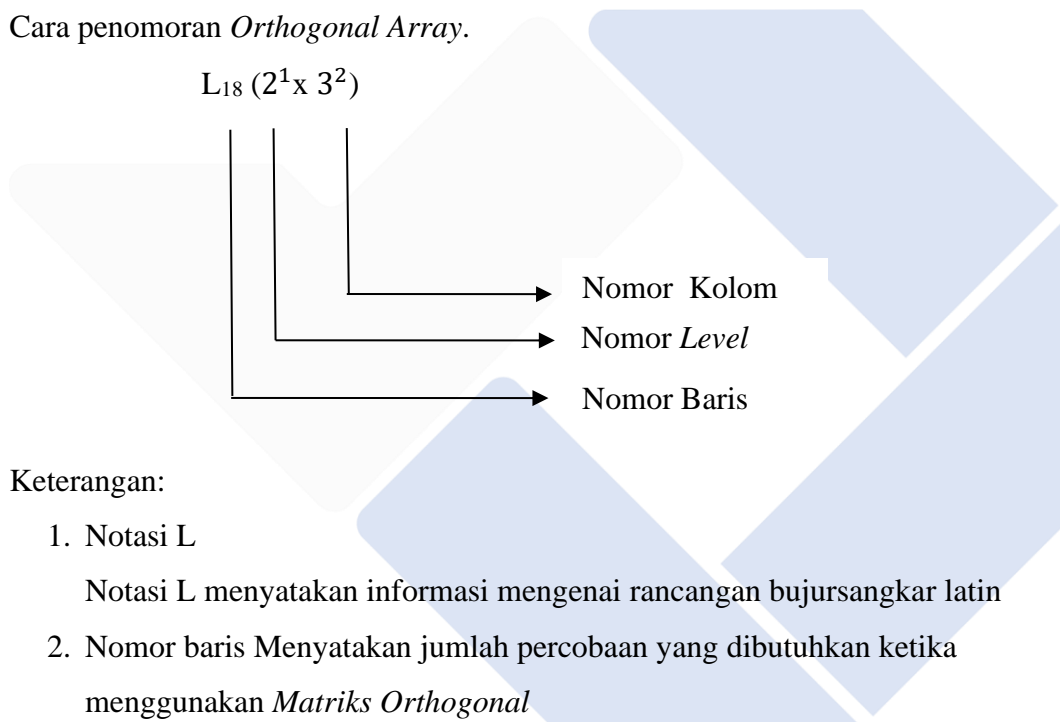 Cara penomoran Orthogonal Array.
L₁₈ (2¹x 3²)
Nomor Kolom
Nomor Level
Nomor Baris
Keterangan:
1. Notasi L
Notasi L menyatakan informasi mengenai rancangan bujursangkar latin
2. Nomor baris Menyatakan jumlah percobaan yang dibutuhkan ketika
menggunakan Matriks Orthogonal